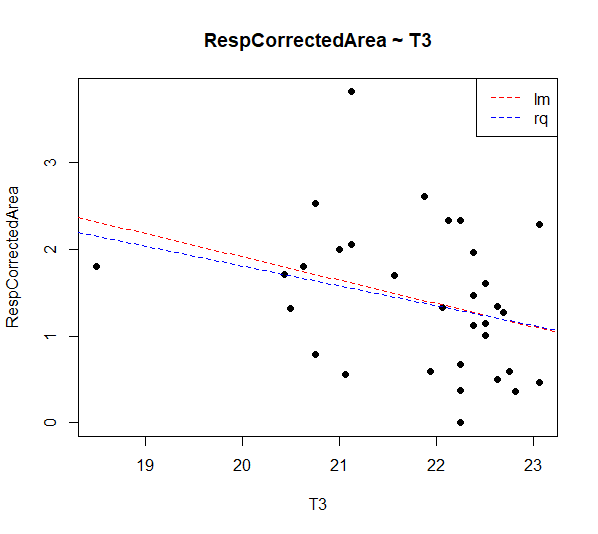 RespCorrectedArea ~ T3
lm
rq
RespCorrectedArea
3
2
1
0
19 20 21 22 23
T3